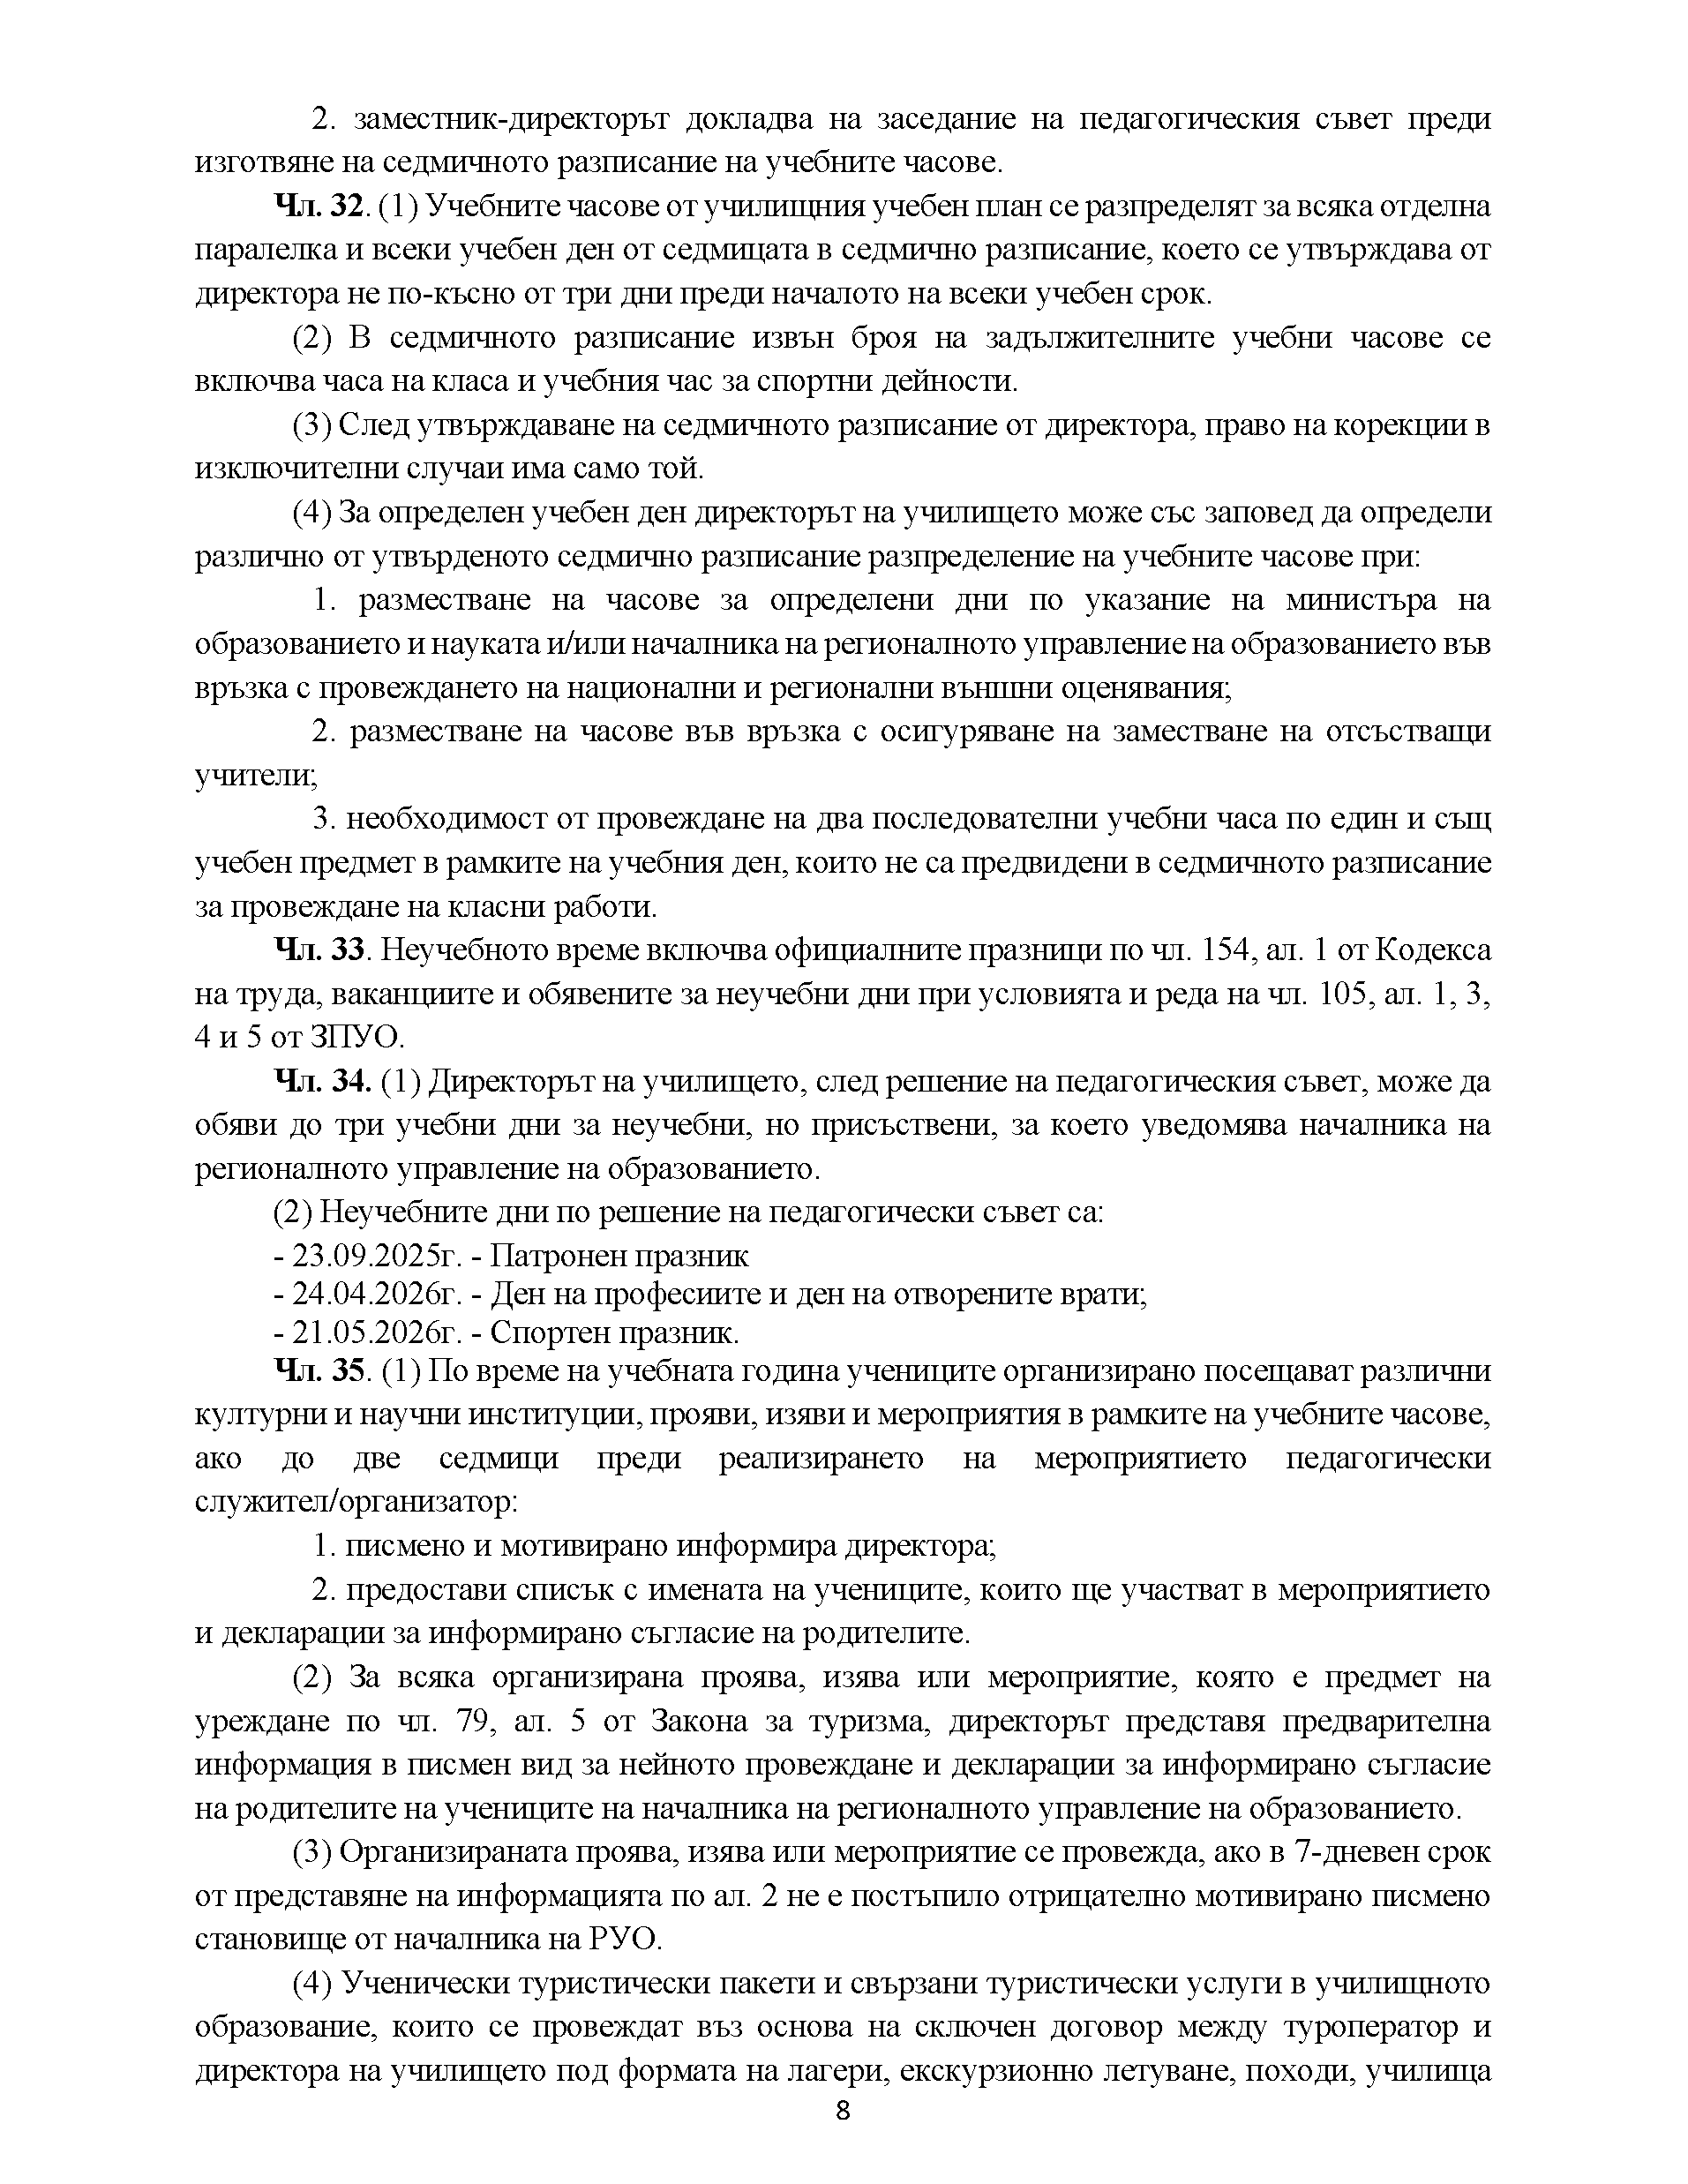 2. заместник-директорът докладва на заседание на педагогическия съвет преди
изготвяне на седмичното разписание на учебните часове.
Чл. 32. (1) Учебните часове от училищния учебен план се разпределят за всяка отделна
паралелка и всеки учебен ден от седмицата в седмично разписание, което се утвърждава от
директора не по-късно от три дни преди началото на всеки учебен срок.
(2) В седмичното разписание извън броя на задължителните учебни часове се
включва часа на класа и учебния час за спортни дейности.
(3) След утвърждаване на седмичното разписание от директора, право на корекции в
изключителни случаи има само той.
(4) За определен учебен ден директорът на училището може със заповед да определи
различно от утвърденото седмично разписание разпределение на учебните часове при:
1. разместване на часове за определени дни по указание на министъра на
образованието и науката и/или началника на регионалното управление на образованието във
връзка с провеждането на национални и регионални външни оценявания;
2. разместване на часове във връзка с осигуряване на заместване на отсъстващи
учители;
3. необходимост от провеждане на два последователни учебни часа по един и същ
учебен предмет в рамките на учебния ден, които не са предвидени в седмичното разписание
за провеждане на класни работи.
Чл. 33. Неучебното време включва официалните празници по чл. 154, ал. 1 от Кодекса
на труда, ваканциите и обявените за неучебни дни при условията и реда на чл. 105, ал. 1, 3,
4 и 5 от ЗПУО.
Чл. 34. (1) Директорът на училището, след решение на педагогическия съвет, може да
обяви до три учебни дни за неучебни, но присъствени, за което уведомява началника на
регионалното управление на образованието.
(2) Неучебните дни по решение на педагогически съвет са:
- 23.09.2025г. - Патронен празник
- 24.04.2026г. - Ден на професиите и ден на отворените врати;
- 21.05.2026г. - Спортен празник.
Чл. 35. (1) По време на учебната година учениците организирано посещават различни
културни и научни институции, прояви, изяви и мероприятия в рамките на учебните часове,
ако до две седмици преди реализирането на мероприятието педагогически
служител/организатор:
1. писмено и мотивирано информира директора;
2. предостави списък с имената на учениците, които ще участват в мероприятието
и декларации за информирано съгласие на родителите.
(2) За всяка организирана проява, изява или мероприятие, която е предмет на
уреждане по чл. 79, ал. 5 от Закона за туризма, директорът представя предварителна
информация в писмен вид за нейното провеждане и декларации за информирано съгласие
на родителите на учениците на началника на регионалното управление на образованието.
(3) Организираната проява, изява или мероприятие се провежда, ако в 7-дневен срок
от представяне на информацията по ал. 2 не е постъпило отрицателно мотивирано писмено
становище от началника на РУО.
(4) Ученически туристически пакети и свързани туристически услуги в училищното
образование, които се провеждат въз основа на сключен договор между туроператор и
директора на училището под формата на лагери, екскурзионно летуване, походи, училища
8